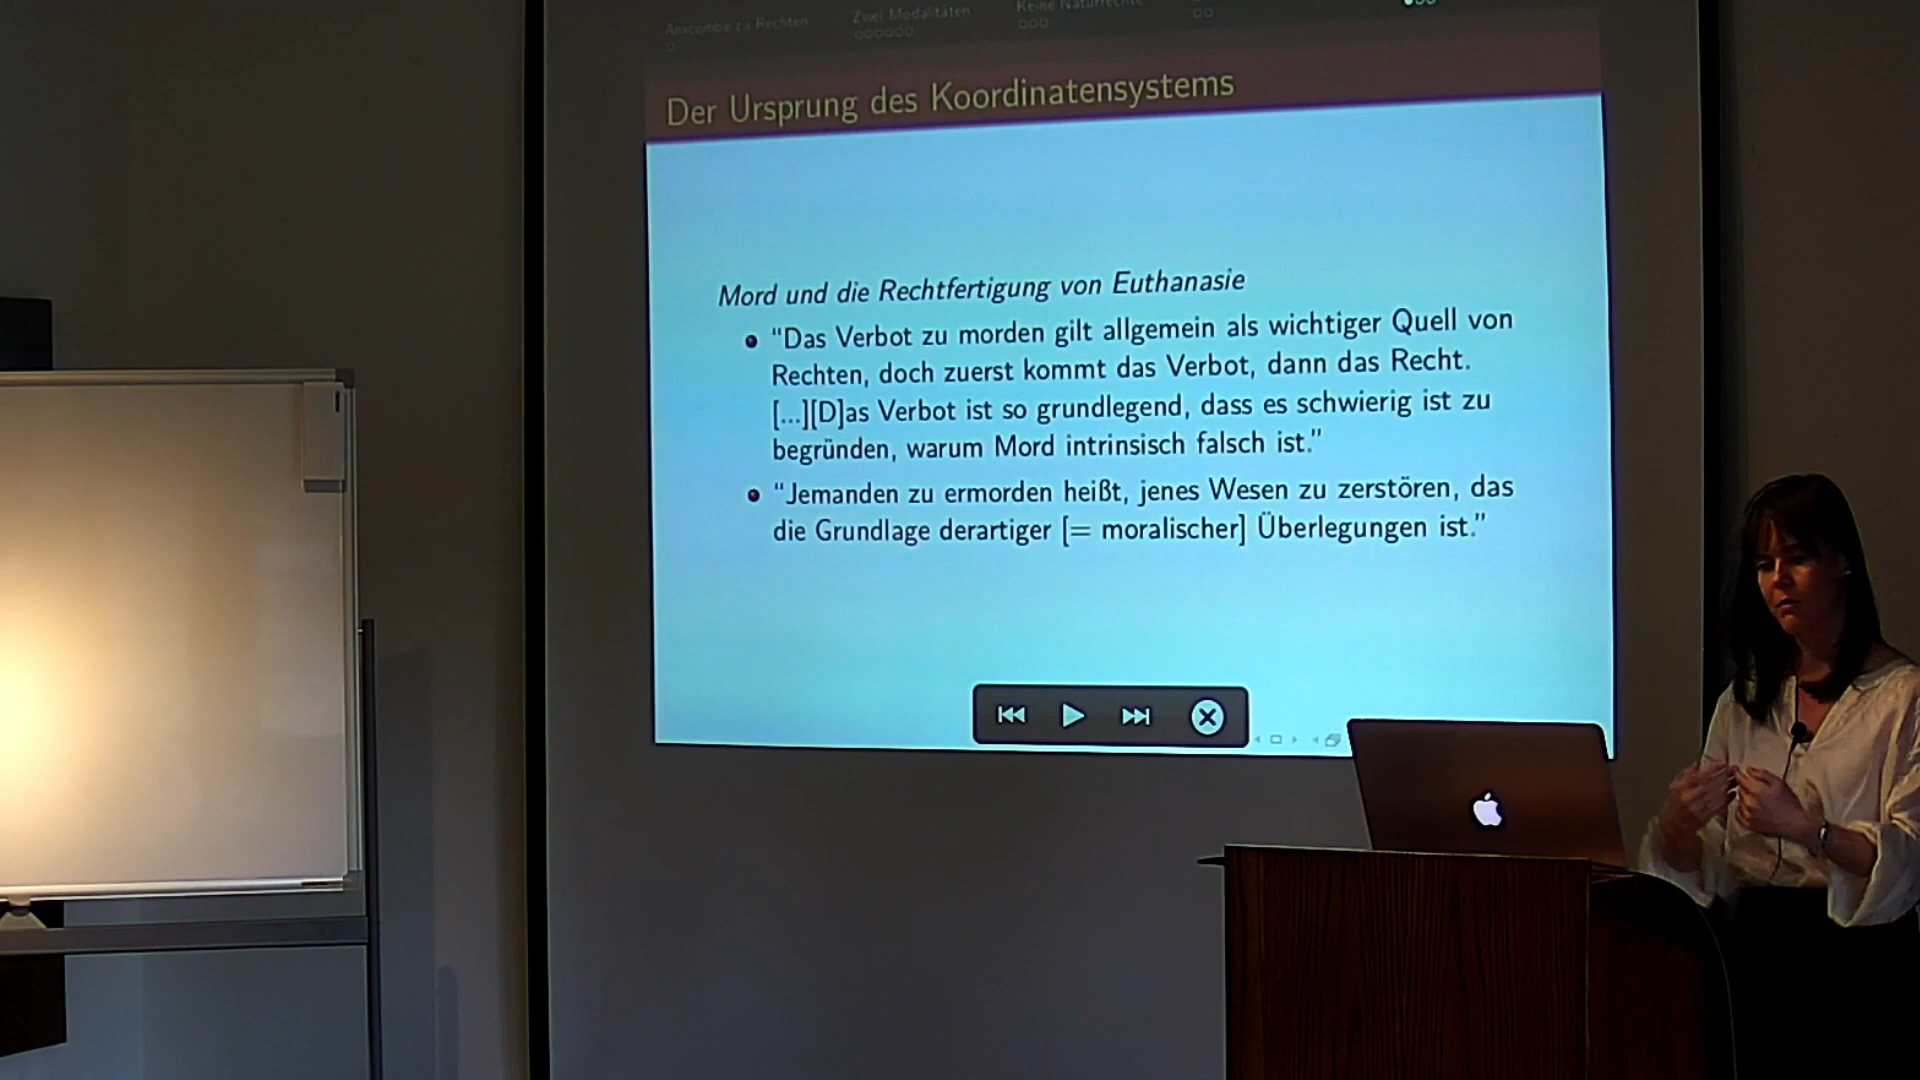 Anscombe zu Rechten
Zwei Modalitäten
Keine Naturrechte
Der Ursprung des Koordinatensystems
Mord und die Rechtfertigung von Euthanasie
“Das Verbot zu morden gilt allgemein als wichtiger Quell von
Rechten, doch zuerst kommt das Verbot, dann das Recht.
[...][D]as Verbot ist so grundlegend, dass es schwierig ist zu
begründen, warum Mord intrinsisch falsch ist.”
“Jemanden zu ermorden heißt, jenes Wesen zu zerstören, das
die Grundlage derartiger [= moralischer] Überlegungen ist.”